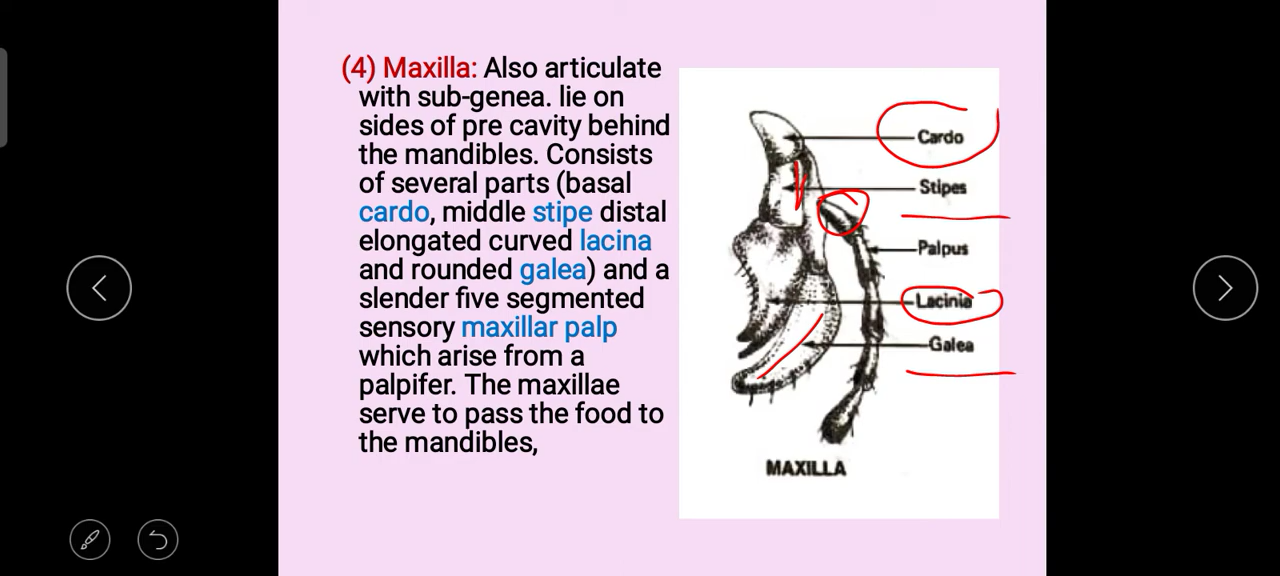 (4) Maxilla: Also articulate
with sub-genea. lie on
sides of pre cavity behind
the mandibles. Consists
of several parts (basal
cardo, middle stipe distal
elongated curved lacina
and rounded galea) and a
slender five segmented
sensory maxillar palp
which arise from a
palpifer. The maxillae
serve to pass the food to
the mandibles,
Cardo
Stipes
Palpus
Lacinia
Galea
MAXILLA